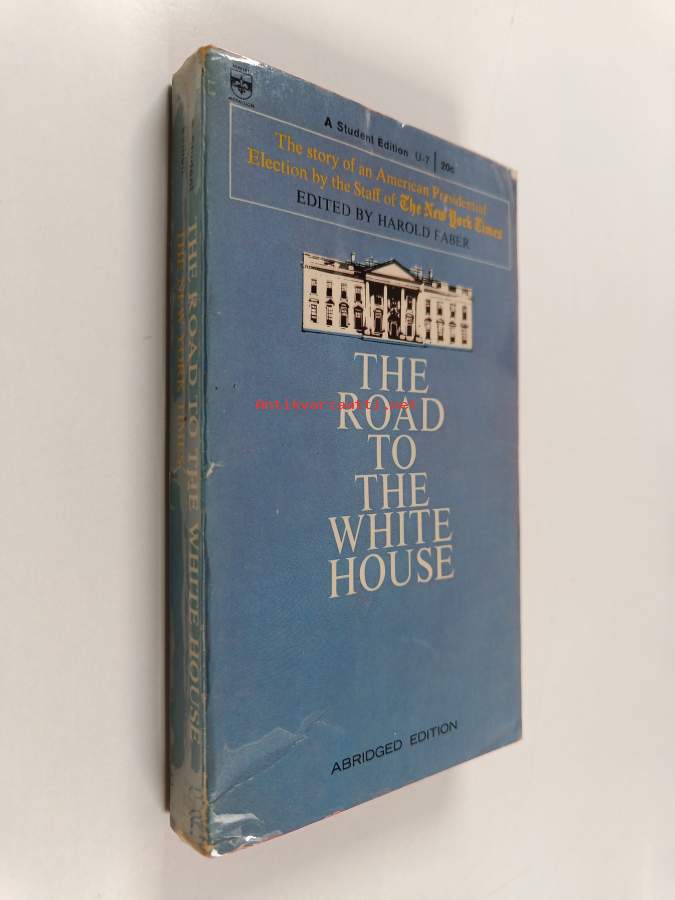 A Student Edition U-7 | 20c
The story of an American Presidential
Election by the Staff of The New York Times
EDITED BY HAROLD FABER
THE
ROAD
TO
THE
WHITE
HOUSE
ABRIDGED EDITION
THE ROAD TO THE WHITE HOUSE
THE NEW YORK TIMES
antikvariaatti.net